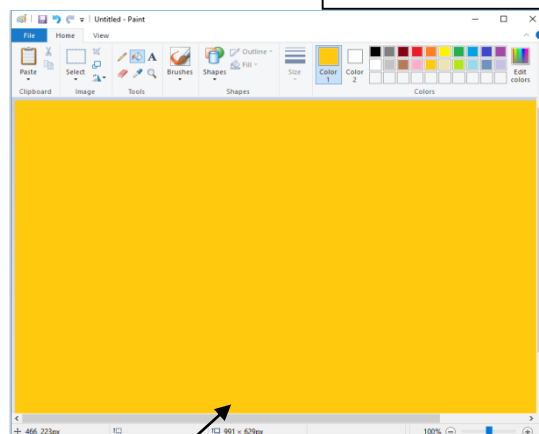 Untitled - Paint
File Home View
Paste
Select
Brushes
Shapes
Outline
Fill
Size
Color 1
Color 2
Edit colors
Clipboard Image Tools Shapes Colors
466, 223px 991 × 629px 100%